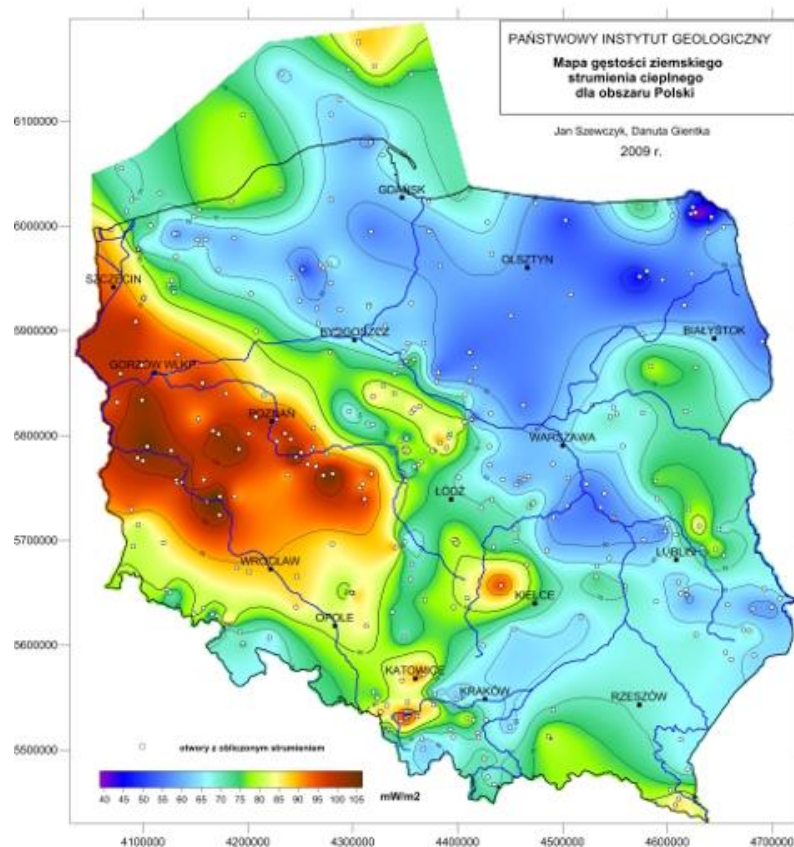 PAŃSTWOWY INSTYTUT GEOLOGICZNY
Mapa gęstości ziemskiego
strumienia cieplnego
dla obszaru Polski
Jan Szewczyk, Danuta Gientka
2009 r.
6100000
6000000
5900000
5800000
5700000
5600000
5500000
GDAŃSK
OLSZTYN
SZCZECIN
BYDGOSZCZ
BIAŁYSTOK
GORZÓW WLKP
POZNAŃ
WARSZAWA
ŁÓDŹ
LUBLIN
WROCŁAW
KIELCE
OPOLE
KATOWICE
KRAKÓW
RZESZÓW
otwory z obliczonym strumieniem
40 45 50 55 60 65 70 75 80 85 90 95 100 105
mW/m2
4100000 4200000 4300000 4400000 4500000 4600000 4700000